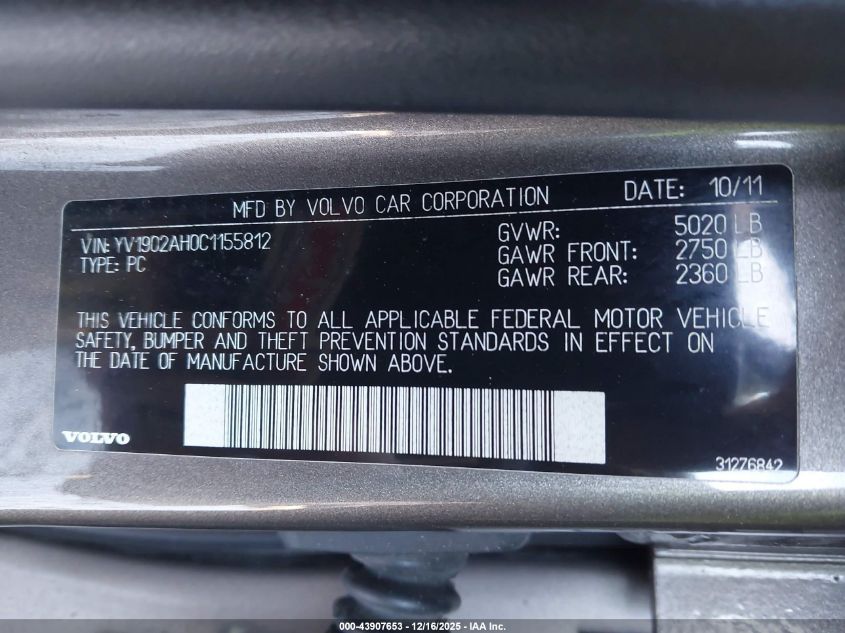 MFD BY VOLVO CAR CORPORATION DATE: 10/11
VIN: YV1902AH0C1155812 GVWR: 5020 LB
TYPE: PC GAWR FRONT: 2750 LB
GAWR REAR: 2360 LB
THIS VEHICLE CONFORMS TO ALL APPLICABLE FEDERAL MOTOR VEHICLE
SAFETY, BUMPER AND THEFT PREVENTION STANDARDS IN EFFECT ON
THE DATE OF MANUFACTURE SHOWN ABOVE.
VOLVO
31276842
300-43907653 - 12/16/2025 - IAA Inc.